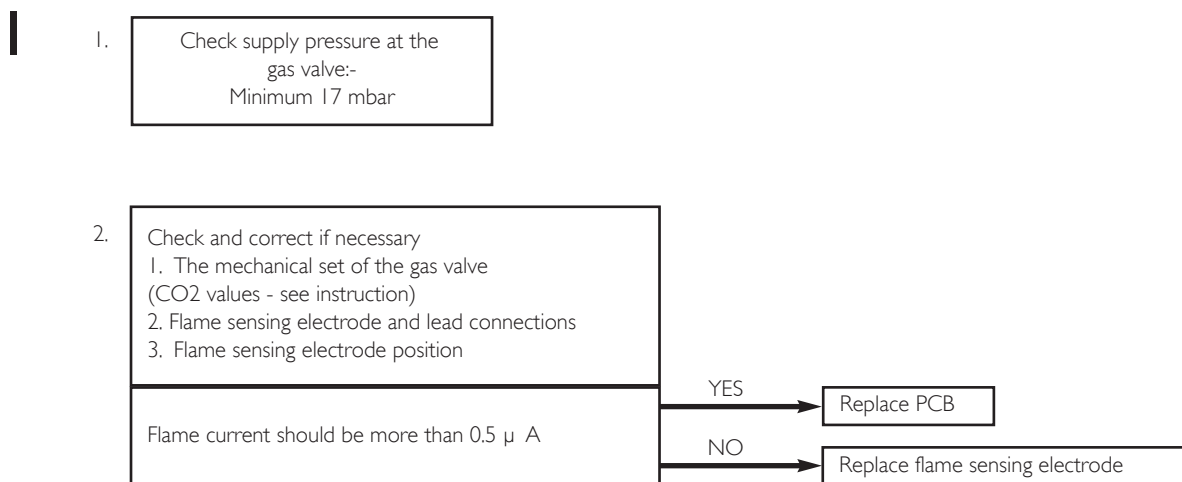 1.
Check supply pressure at the
gas valve:-
Minimum 17 mbar
2.
Check and correct if necessary
1. The mechanical set of the gas valve
(CO2 values - see instruction)
2. Flame sensing electrode and lead connections
3. Flame sensing electrode position
Flame current should be more than 0.5 μ A
YES
Replace PCB
NO
Replace flame sensing electrode